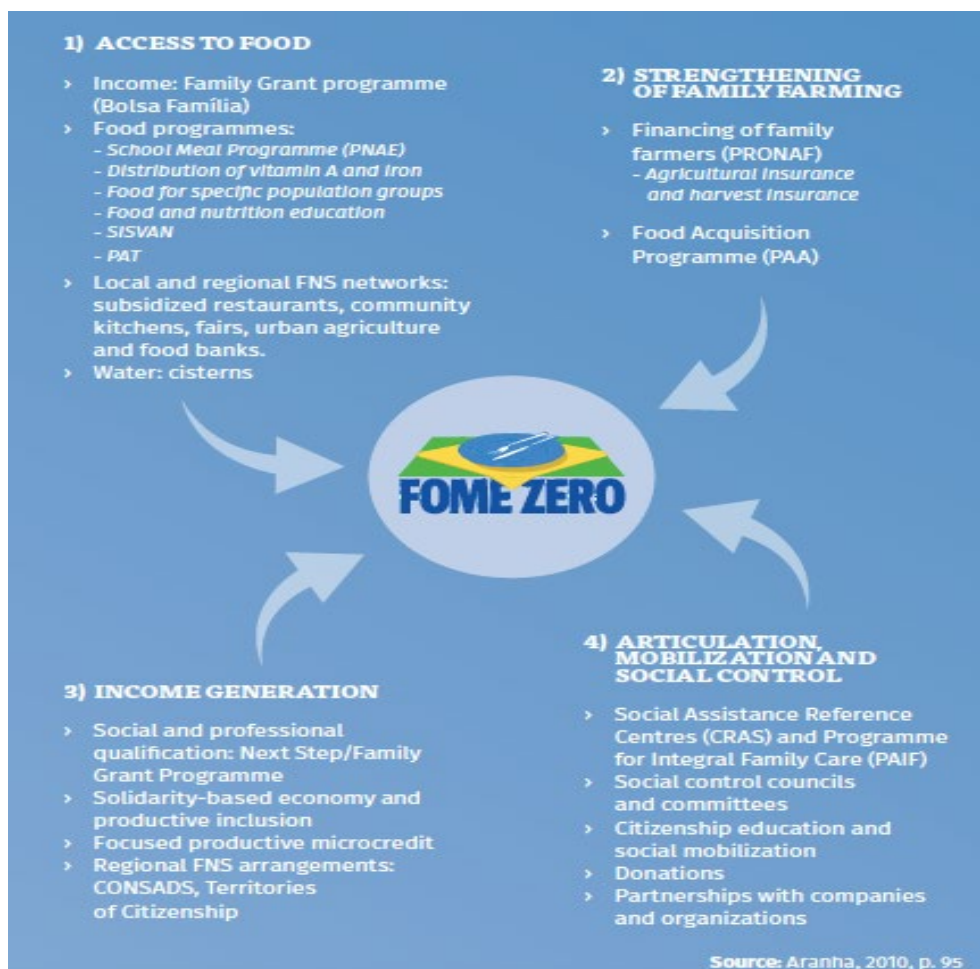 1) ACCESS TO FOOD
› Income: Family Grant programme
(Bolsa Família)
› Food programmes:
- School Meal Programme (PNAE)
- Distribution of vitamin A and iron
- Food for specific population groups
- Food and nutrition education
- SISVAN
- PAT
› Local and regional FNS networks:
subsidized restaurants, community
kitchens, fairs, urban agriculture
and food banks.
› Water: cisterns
2) STRENGTHENING
OF FAMILY FARMING
› Financing of family
farmers (PRONAF)
- Agricultural insurance
and harvest insurance
› Food Acquisition
Programme (PAA)
FOME ZERO
3) INCOME GENERATION
› Social and professional
qualification: Next Step/Family
Grant Programme
› Solidarity-based economy and
productive inclusion
› Focused productive microcredit
› Regional FNS arrangements:
CONSADS, Territories
of Citizenship
4) ARTICULATION,
MOBILIZATION AND
SOCIAL CONTROL
› Social Assistance Reference
Centres (CRAS) and Programme
for Integral Family Care (PAIF)
› Social control councils
and committees
› Citizenship education and
social mobilization
› Donations
› Partnerships with companies
and organizations
Source: Aranha, 2010, p. 95